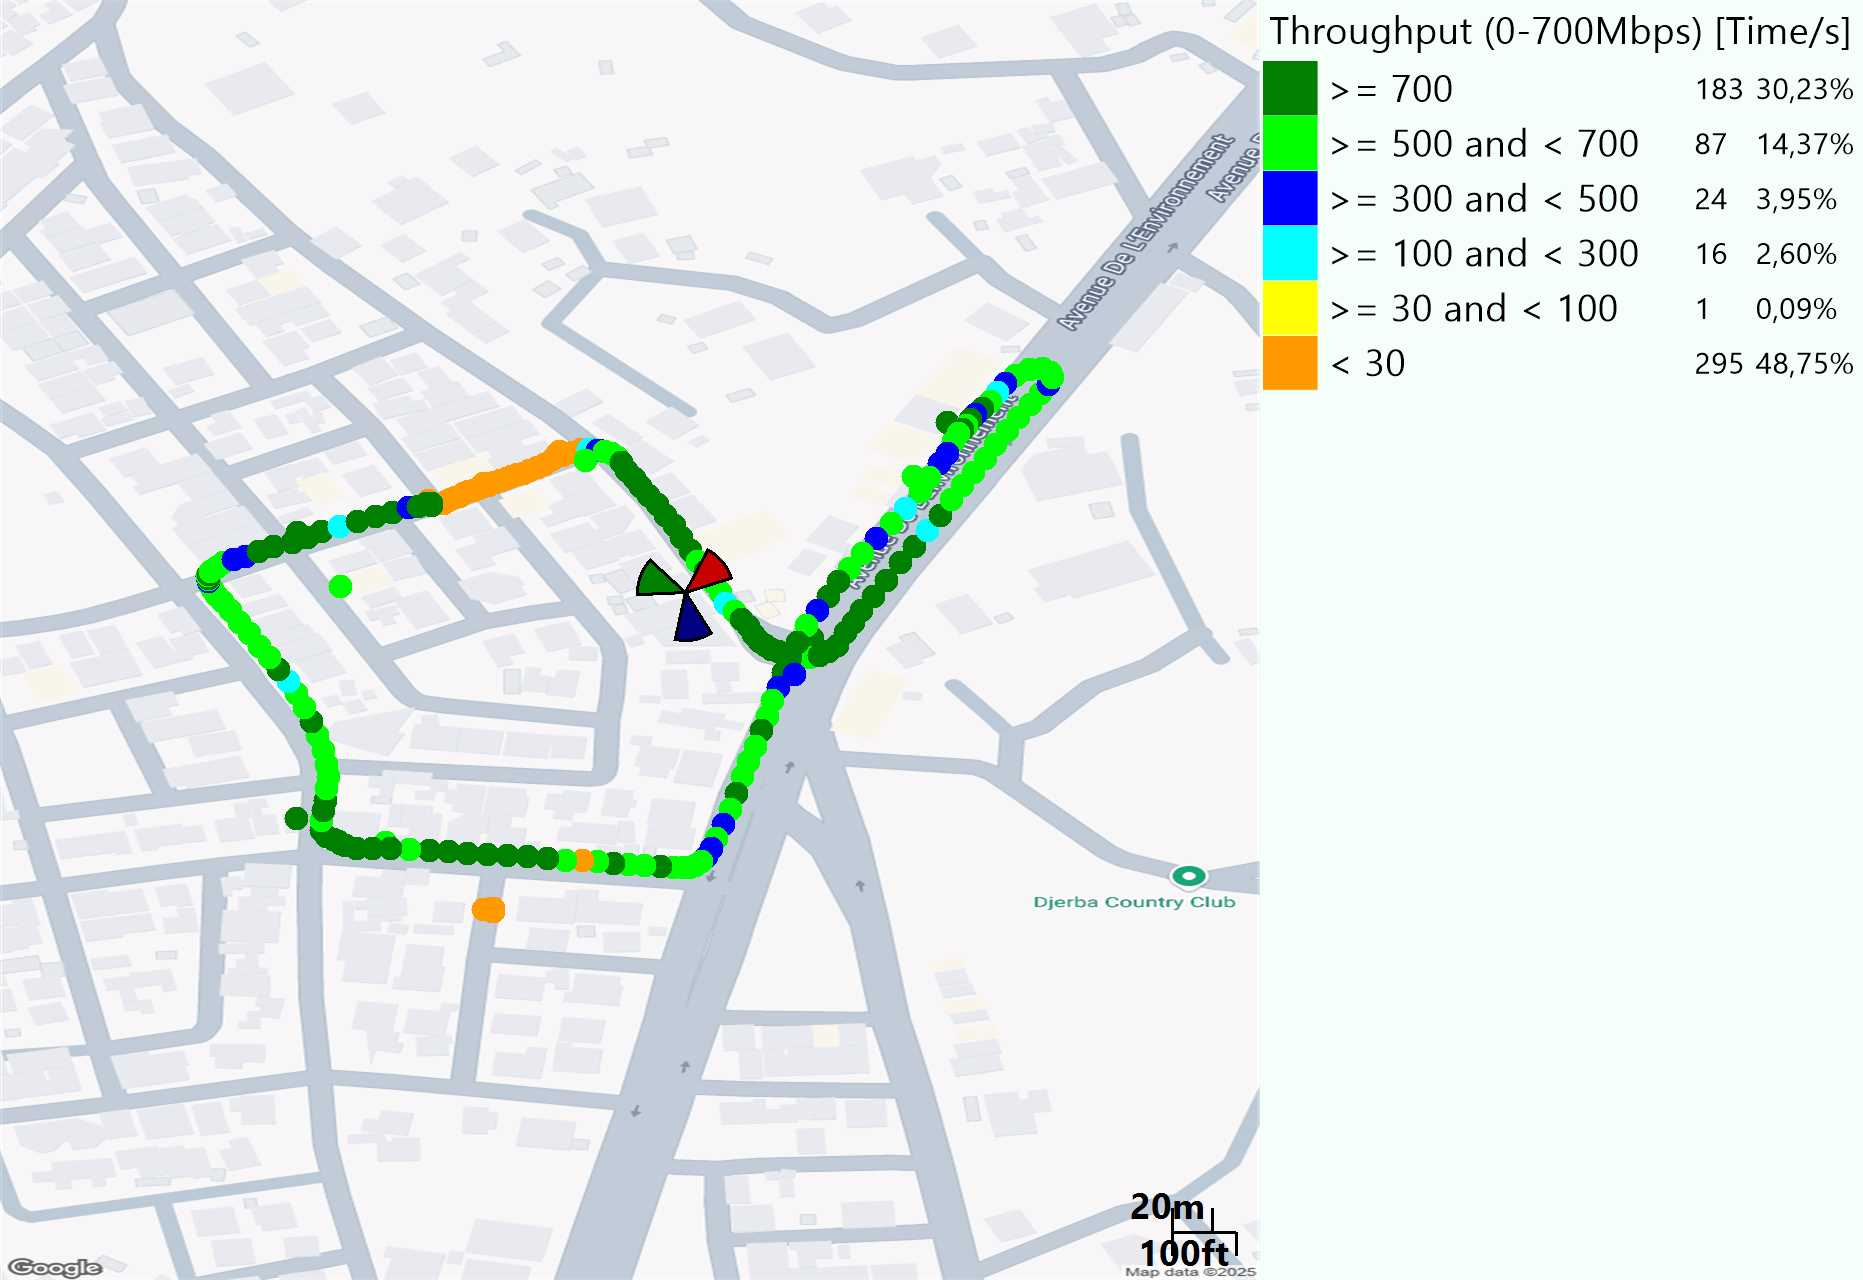 Throughput (0-700Mbps) [Time/s]
>= 700 183 30,23%
>= 500 and < 700 87 14,37%
>= 300 and < 500 24 3,95%
>= 100 and < 300 16 2,60%
>= 30 and < 100 1 0,09%
< 30 295 48,75%
Avenue De L'Environnement
Avenue
Djerba Country Club
20m
100ft
Google
Map data ©2025